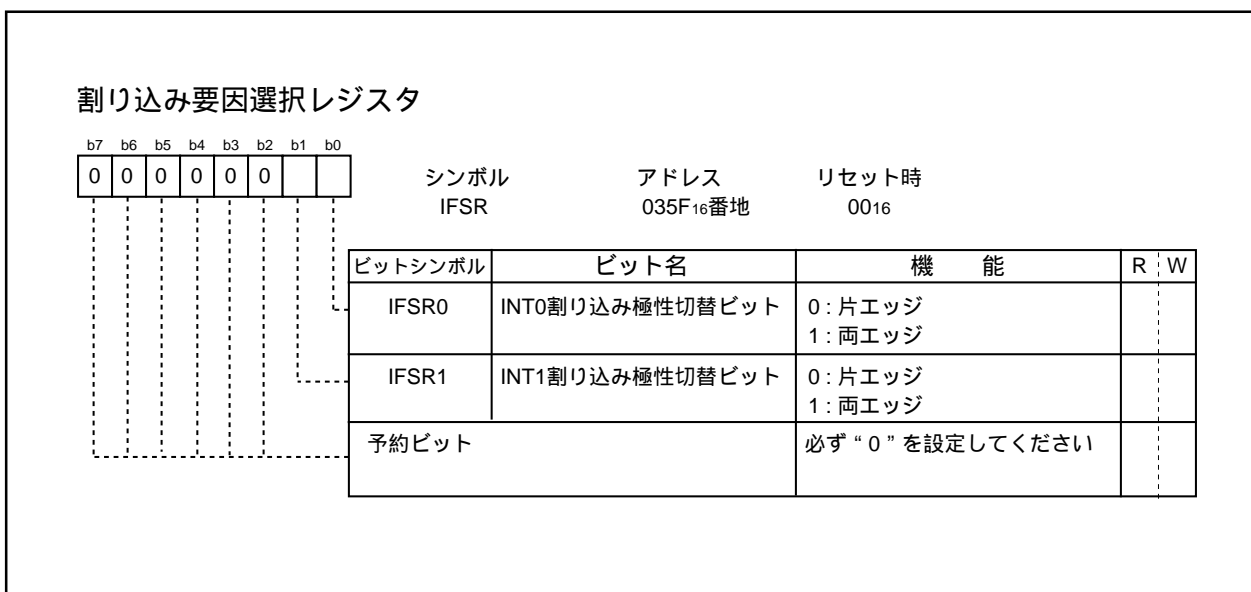 割り込み要因選択レジスタ
b7 b6 b5 b4 b3 b2 b1 b0
0 0 0 0 0 0
シンボル アドレス リセット時
IFSR 035F16番地 0016
ビットシンボル ビット名 機 能 R W
IFSR0 INT0割り込み極性切替ビット 0 : 片エッジ
1 : 両エッジ
IFSR1 INT1割り込み極性切替ビット 0 : 片エッジ
1 : 両エッジ
予約ビット 必ず“0”を設定してください